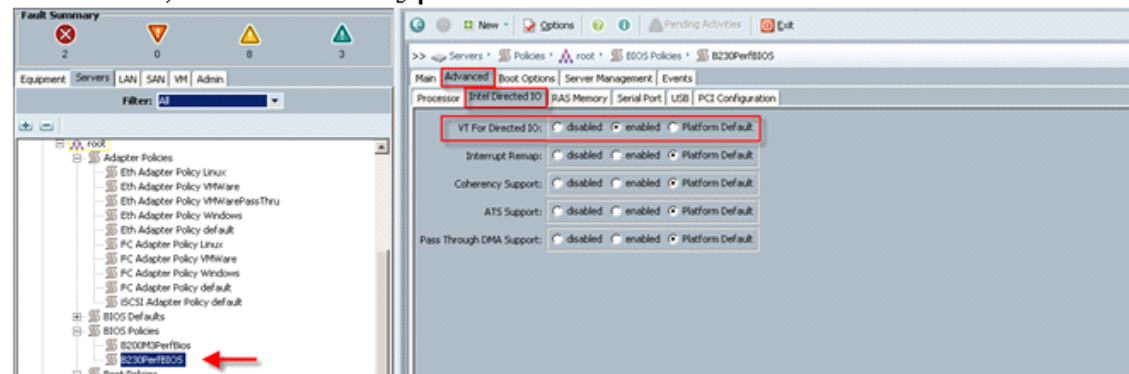 Fault Summary
2 0 8 3
Equipment Servers LAN SAN VM Admin
Filter: All
root
Adapter Policies
Eth Adapter Policy Linux
Eth Adapter Policy VMWare
Eth Adapter Policy VMWarePassThru
Eth Adapter Policy Windows
Eth Adapter Policy default
FC Adapter Policy Linux
FC Adapter Policy VMWare
FC Adapter Policy Windows
FC Adapter Policy default
iSCSI Adapter Policy default
BIOS Defaults
BIOS Policies
B200M3PerfBios
B230PerfBIOS
New Options Pending Activities Exit
>> Servers Policies root BIOS Policies B230PerfBIOS
Main Advanced Boot Options Server Management Events
Processor Intel Directed IO RAS Memory Serial Port USB PCI Configuration
VT For Directed IO: disabled enabled Platform Default
Interrupt Remap: disabled enabled Platform Default
Coherency Support: disabled enabled Platform Default
ATS Support: disabled enabled Platform Default
Pass Through DMA Support: disabled enabled Platform Default